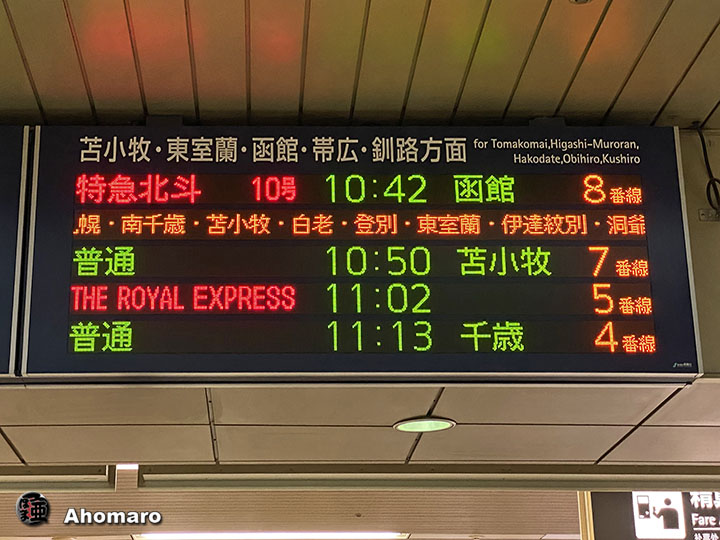 苫小牧・東室蘭・函館・帯広・釧路方面
for Tomakomai,Higashi-Muroran,
Hakodate,Obihiro,Kushiro
特急北斗 10号 10:42 函館 8番線
幌・南千歳・苫小牧・白老・登別・東室蘭・伊達紋別・洞爺
普通 10:50 苫小牧 7番線
THE ROYAL EXPRESS 11:02 5番線
普通 11:13 千歳 4番線
Ahomaro
Fare